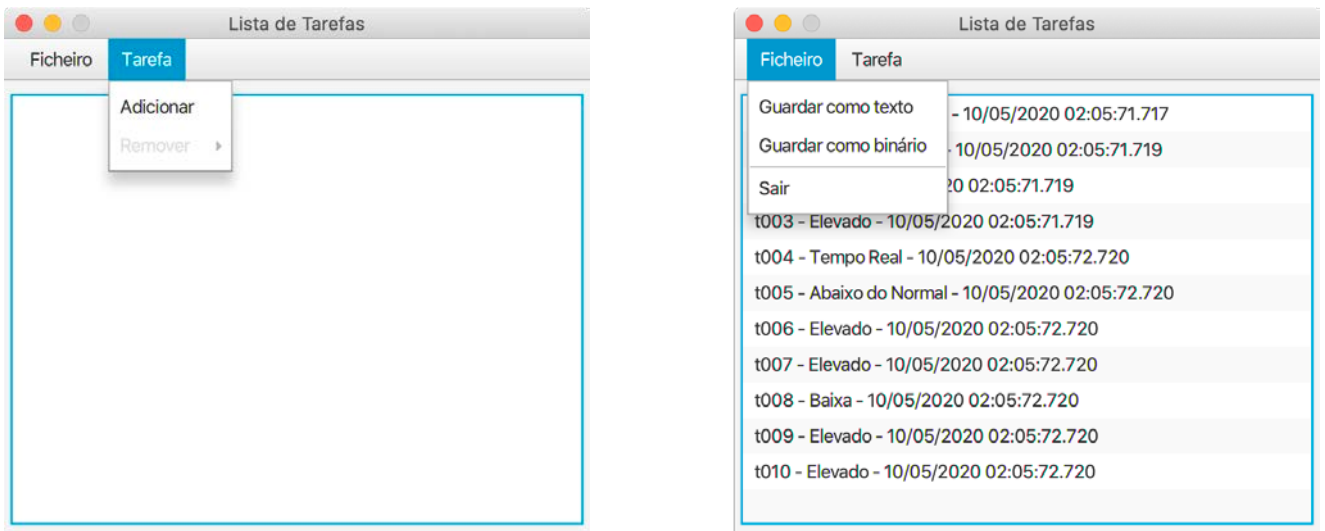 Lista de Tarefas
Ficheiro Tarefa
Adicionar
Remover
Lista de Tarefas
Ficheiro Tarefa
Guardar como texto - 10/05/2020 02:05:71.717
Guardar como binário - 10/05/2020 02:05:71.719
Sair 02:05:71.719
t003 - Elevado - 10/05/2020 02:05:71.719
t004 - Tempo Real - 10/05/2020 02:05:72.720
t005 - Abaixo do Normal - 10/05/2020 02:05:72.720
t006 - Elevado - 10/05/2020 02:05:72.720
t007 - Elevado - 10/05/2020 02:05:72.720
t008 - Baixa - 10/05/2020 02:05:72.720
t009 - Elevado - 10/05/2020 02:05:72.720
t010 - Elevado - 10/05/2020 02:05:72.720